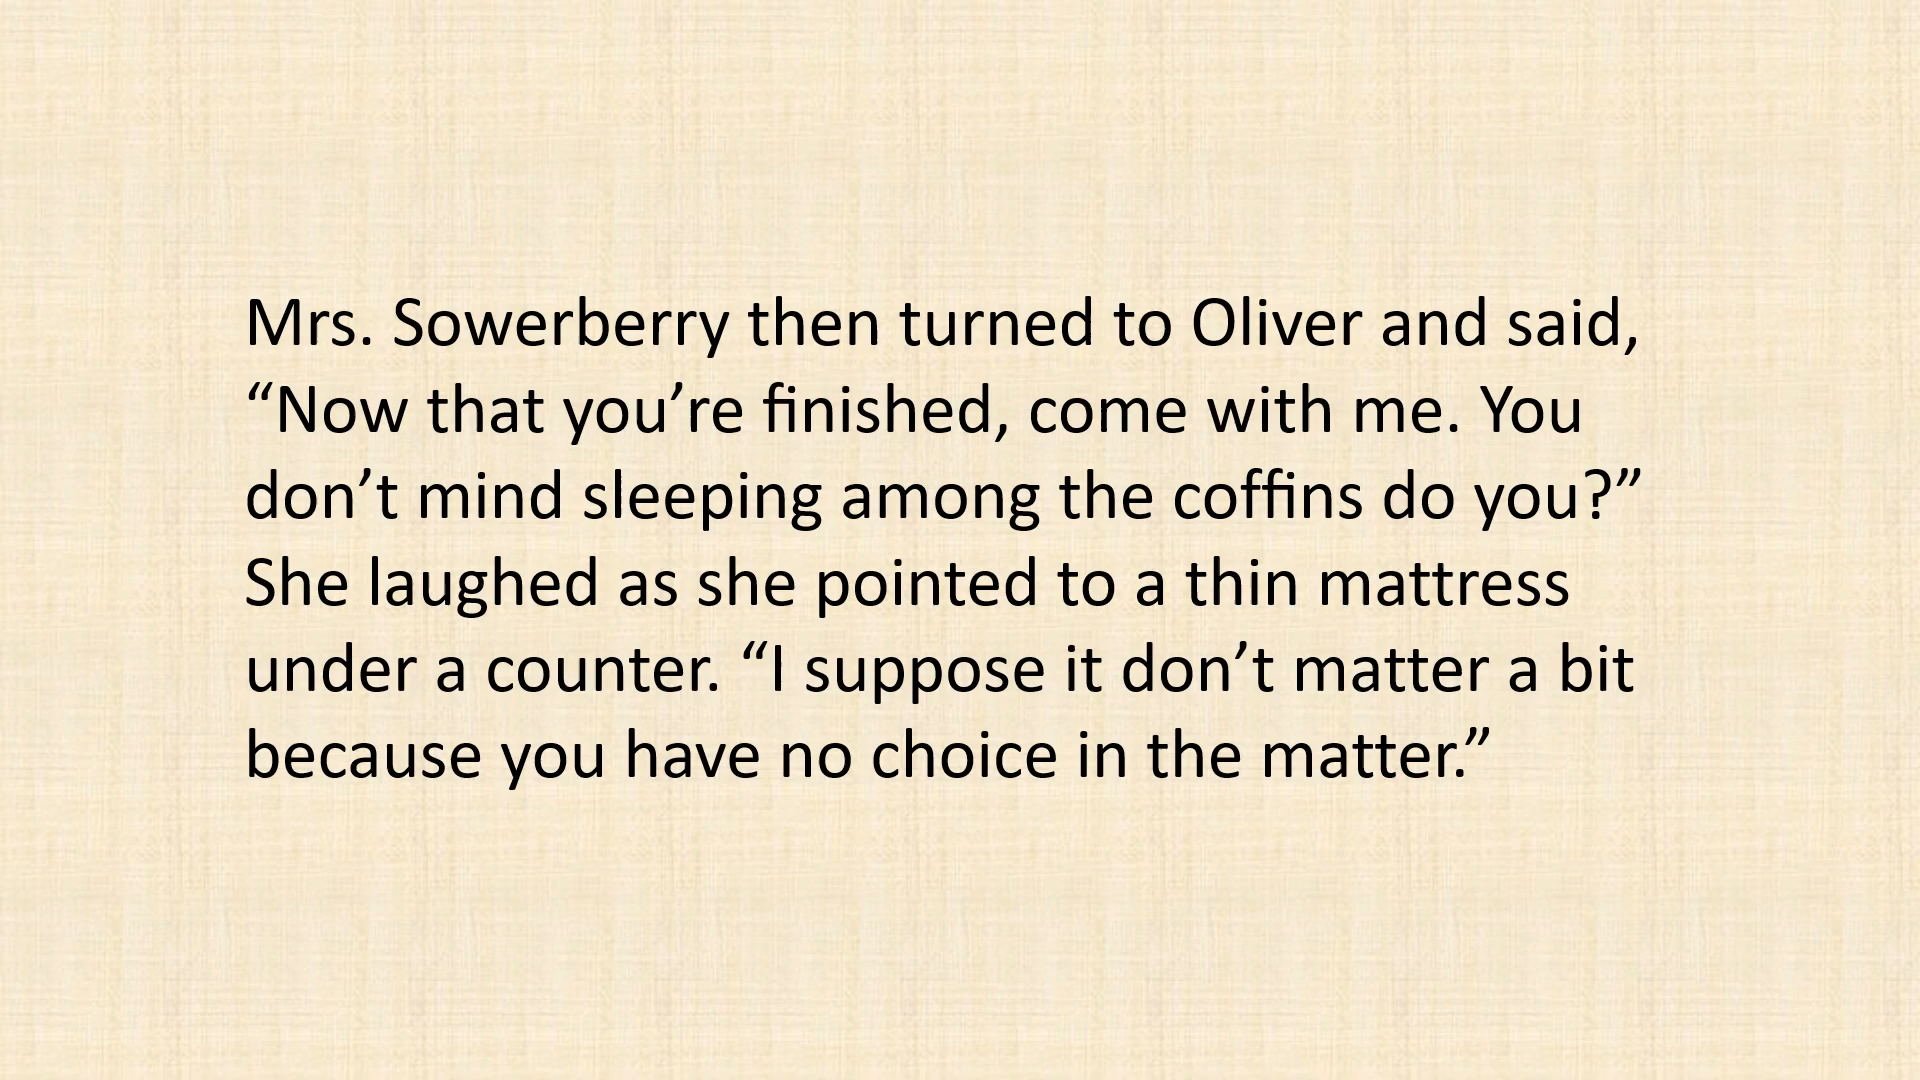 Mrs. Sowerberry then turned to Oliver and said,
“Now that you’re finished, come with me. You
don’t mind sleeping among the coffins do you?”
She laughed as she pointed to a thin mattress
under a counter. “I suppose it don’t matter a bit
because you have no choice in the matter.”